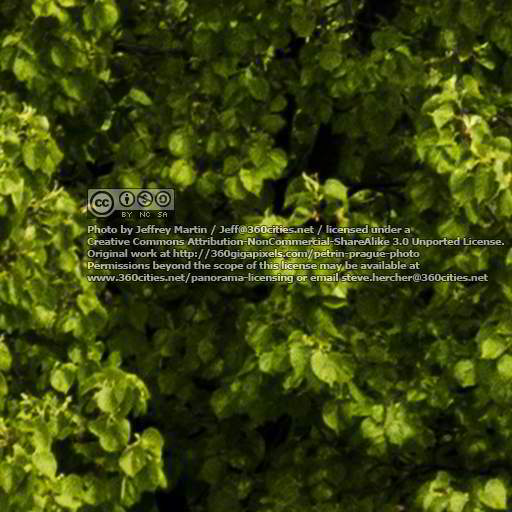 cc
BY NC SA
Photo by Jeffrey Martin / Jeff@360cities.net / licensed under a
Creative Commons Attribution-NonCommercial-ShareAlike 3.0 Unported License.
Original work at http://360gigapixels.com/petrin-prague-photo
Permissions beyond the scope of this license may be available at
www.360cities.net/panorama-licensing or email steve.hercher@360cities.net